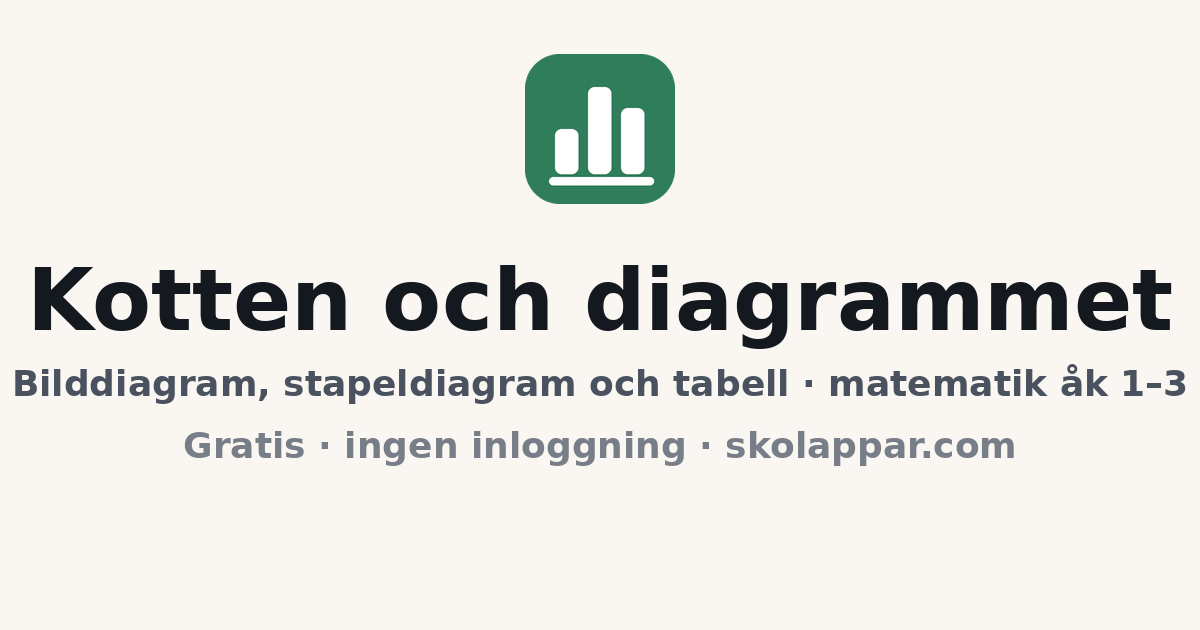 Kotten och diagrammet
Bilddiagram, stapeldiagram och tabell · matematik åk 1–3
Gratis · ingen inloggning · skolappar.com